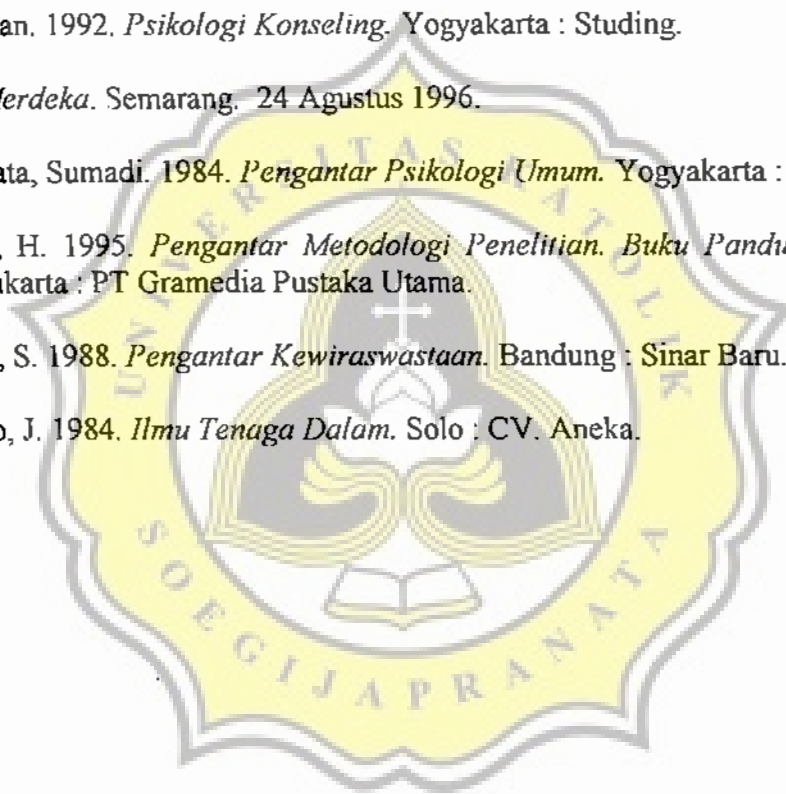 an. 1992. Psikologi Konseling. Yogyakarta : Studing.
Merdeka. Semarang. 24 Agustus 1996.
ata, Sumadi. 1984. Pengantar Psikologi Umum. Yogyakarta :
, H. 1995. Pengantar Metodologi Penelitian. Buku Pandu
karta : PT Gramedia Pustaka Utama.
, S. 1988. Pengantar Kewiraswastaan. Bandung : Sinar Baru.
o, J. 1984. Ilmu Tenaga Dalam. Solo : CV. Aneka.
UNIVERSITAS KATOLIK
SOEGIJAPRANATA